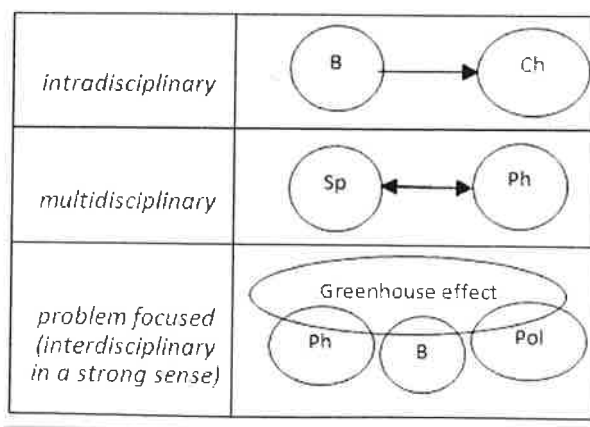 intradisciplinary
B
Ch
multidisciplinary
Sp
Ph
problem focused
(interdisciplinary
in a strong sense)
Greenhouse effect
Ph
B
Pol